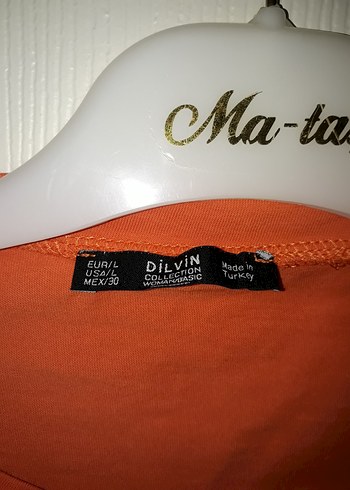 Ma-ta
EUR/L
USA/L
MEX/30
DiLViN
COLLECTION
WOMAN/BASIC
Made in
Turkey